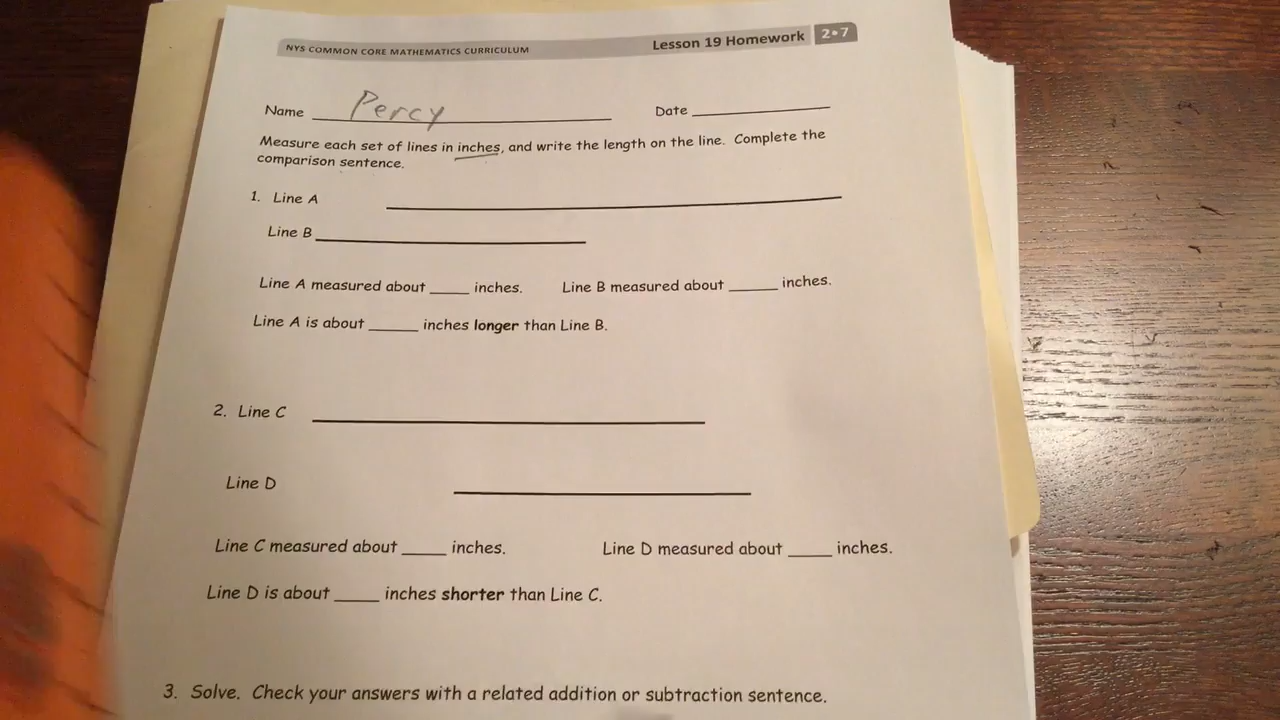 NYS COMMON CORE MATHEMATICS CURRICULUM Lesson 19 Homework 2•7
Name Percy Date
Measure each set of lines in inches, and write the length on the line. Complete the
comparison sentence.
1. Line A
Line B
Line A measured about _____ inches. Line B measured about _____ inches.
Line A is about _____ inches longer than Line B.
2. Line C
Line D
Line C measured about _____ inches. Line D measured about _____ inches.
Line D is about _____ inches shorter than Line C.
3. Solve. Check your answers with a related addition or subtraction sentence.